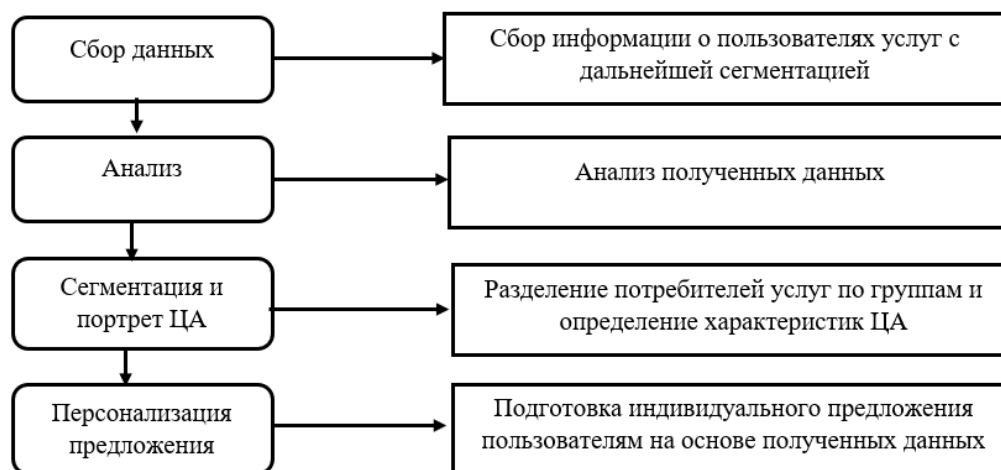 Сбор данных
Сбор информации о пользователях услуг с
дальнейшей сегментацией
Анализ
Анализ полученных данных
Сегментация и
портрет ЦА
Разделение потребителей услуг по группам и
определение характеристик ЦА
Персонализация
предложения
Подготовка индивидуального предложения
пользователям на основе полученных данных